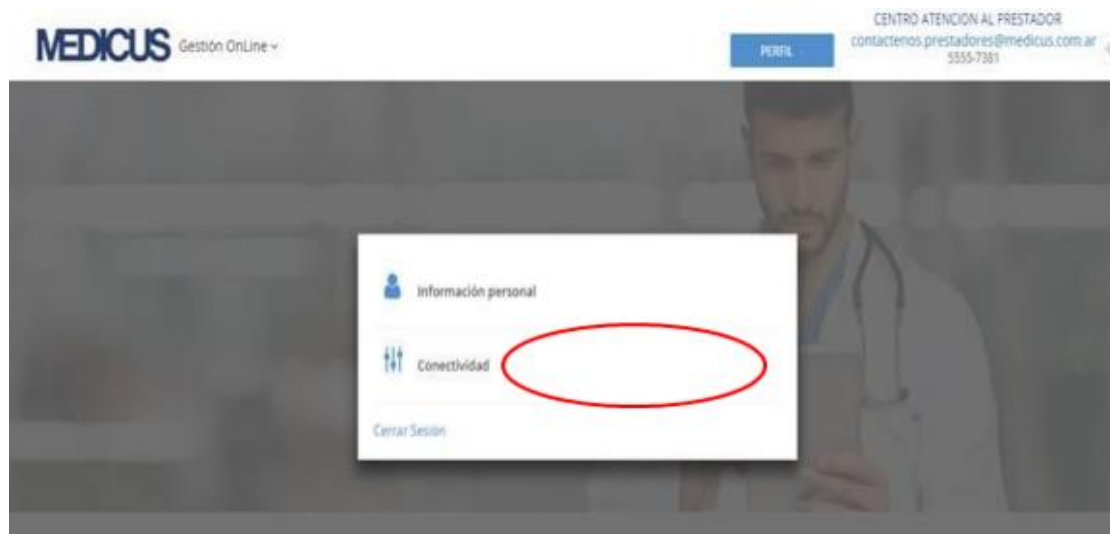 MEDICUS Gestión OnLine
PERFIL
CENTRO ATENCION AL PRESTADOR
contactenos.prestadores@medicus.com.ar
5555-7381
Información personal
Conectividad
Cerrar Sesión